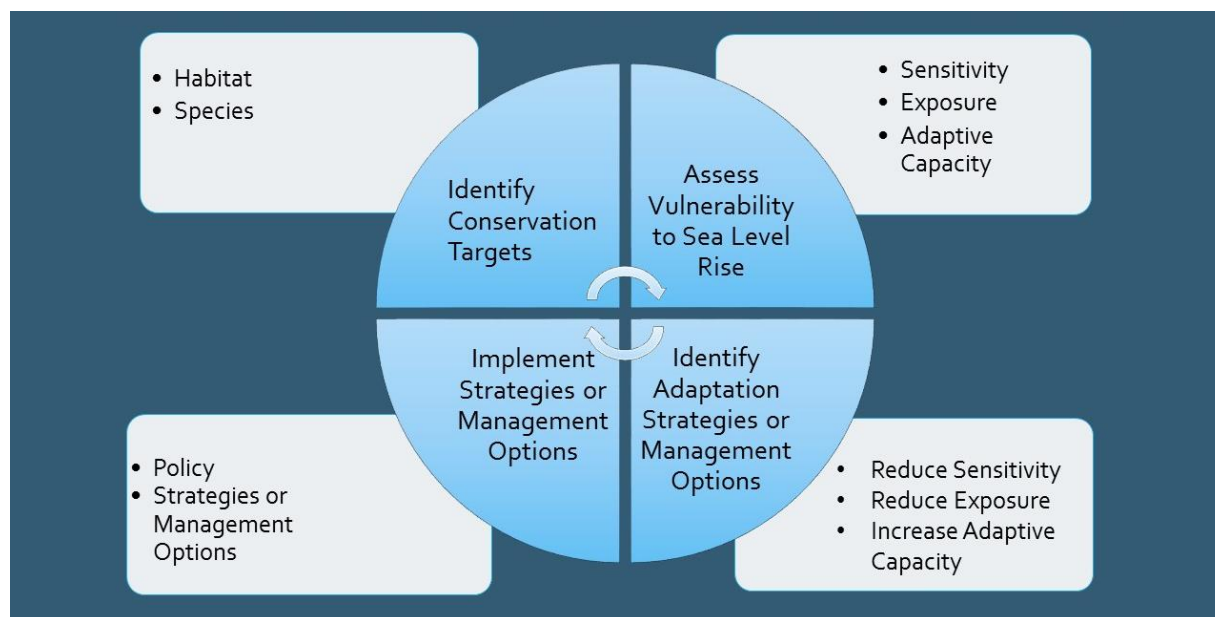 • Habitat
• Species
• Sensitivity
• Exposure
• Adaptive
Capacity
Identify
Conservation
Targets
Assess
Vulnerability
to Sea Level
Rise
Implement
Strategies or
Management
Options
Identify
Adaptation
Strategies or
Management
Options
• Policy
• Strategies or
Management
Options
• Reduce Sensitivity
• Reduce Exposure
• Increase Adaptive
Capacity